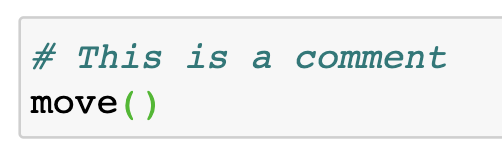 # This is a comment
move()